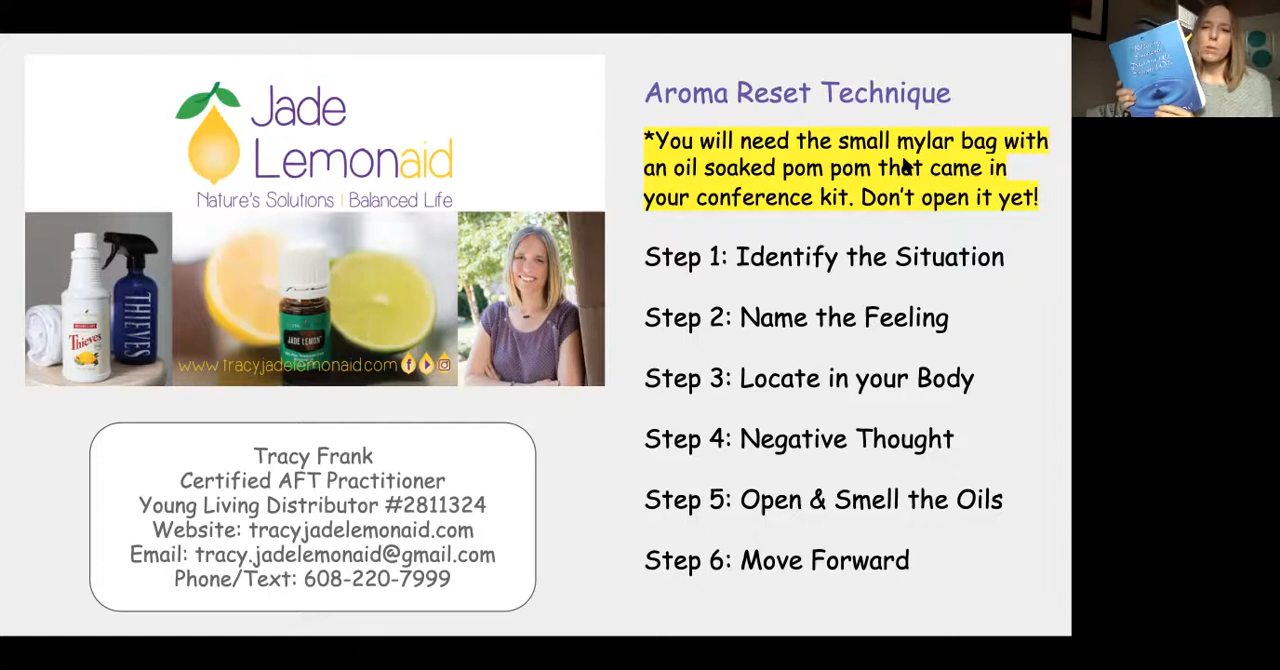 Jade
Lemonaid
Nature's Solutions | Balanced Life
THIEVES
Thieves
JADE LEMON
www.tracyjadelemonaid.com
Tracy Frank
Certified AFT Practitioner
Young Living Distributor #2811324
Website: tracyjadelemonaid.com
Email: tracy.jadelemonaid@gmail.com
Phone/Text: 608-220-7999
Aroma Reset Technique
*You will need the small mylar bag with
an oil soaked pom pom that came in
your conference kit. Don't open it yet!
Step 1: Identify the Situation
Step 2: Name the Feeling
Step 3: Locate in your Body
Step 4: Negative Thought
Step 5: Open & Smell the Oils
Step 6: Move Forward